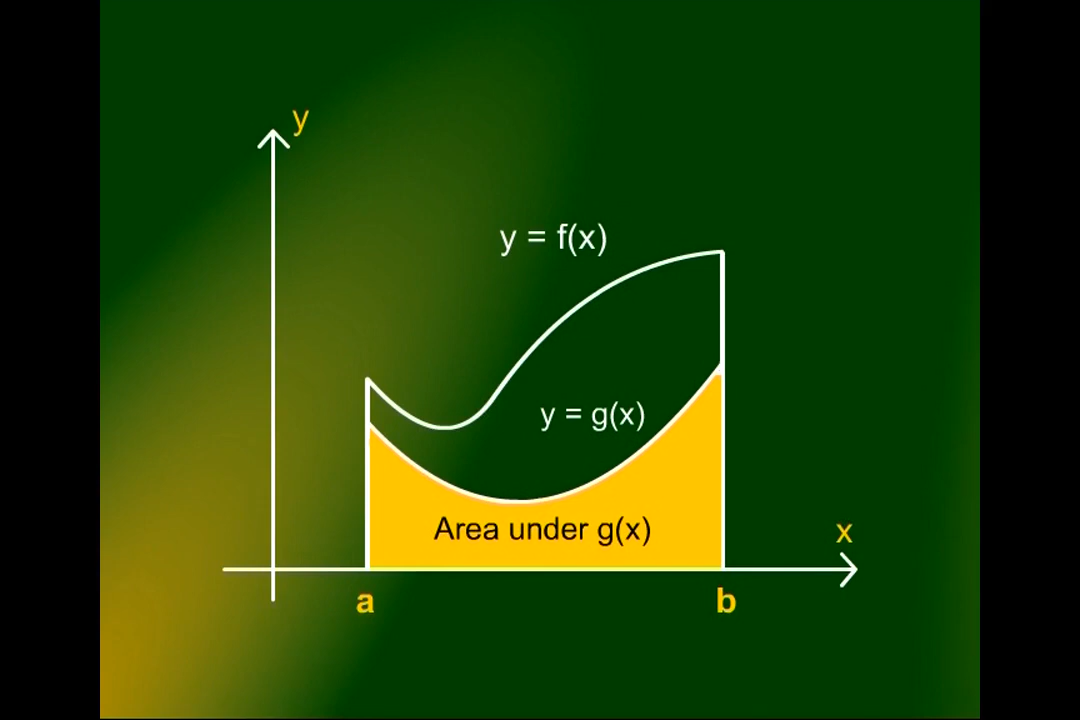 y
y = f(x)
y = g(x)
Area under g(x)
x
a
b